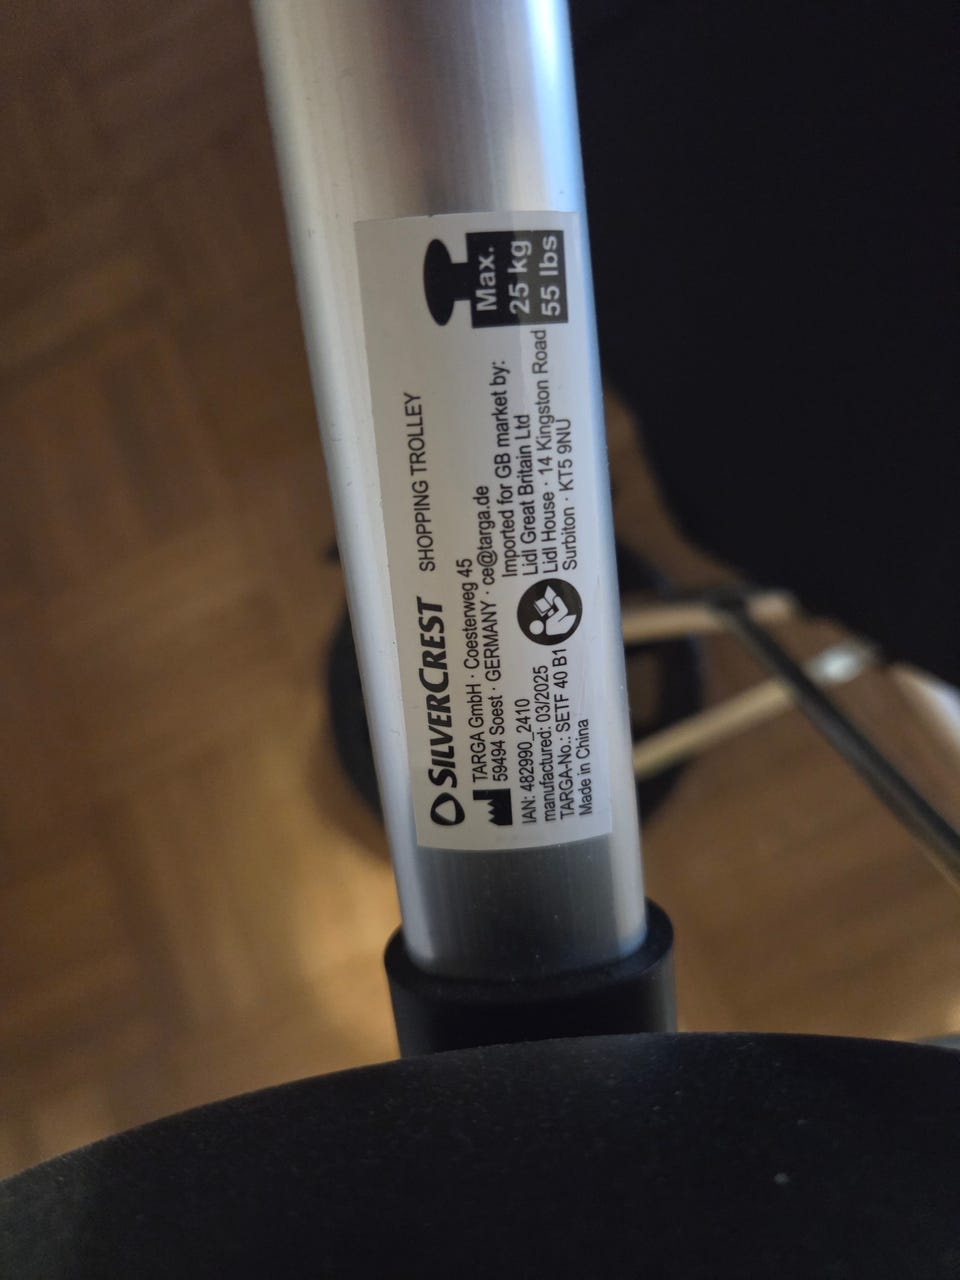 SILVERCREST SHOPPING TROLLEY
TARGA GmbH · Coesterweg 45
59494 Soest · GERMANY · ce@targa.de
IAN: 482990_2410
manufactured: 03/2025
TARGA-No.: SETF 40 B1
Made in China
Imported for GB market by:
Lidl Great Britain Ltd
Lidl House · 14 Kingston Road
Surbiton · KT5 9NU
Max.
25 kg
55 lbs